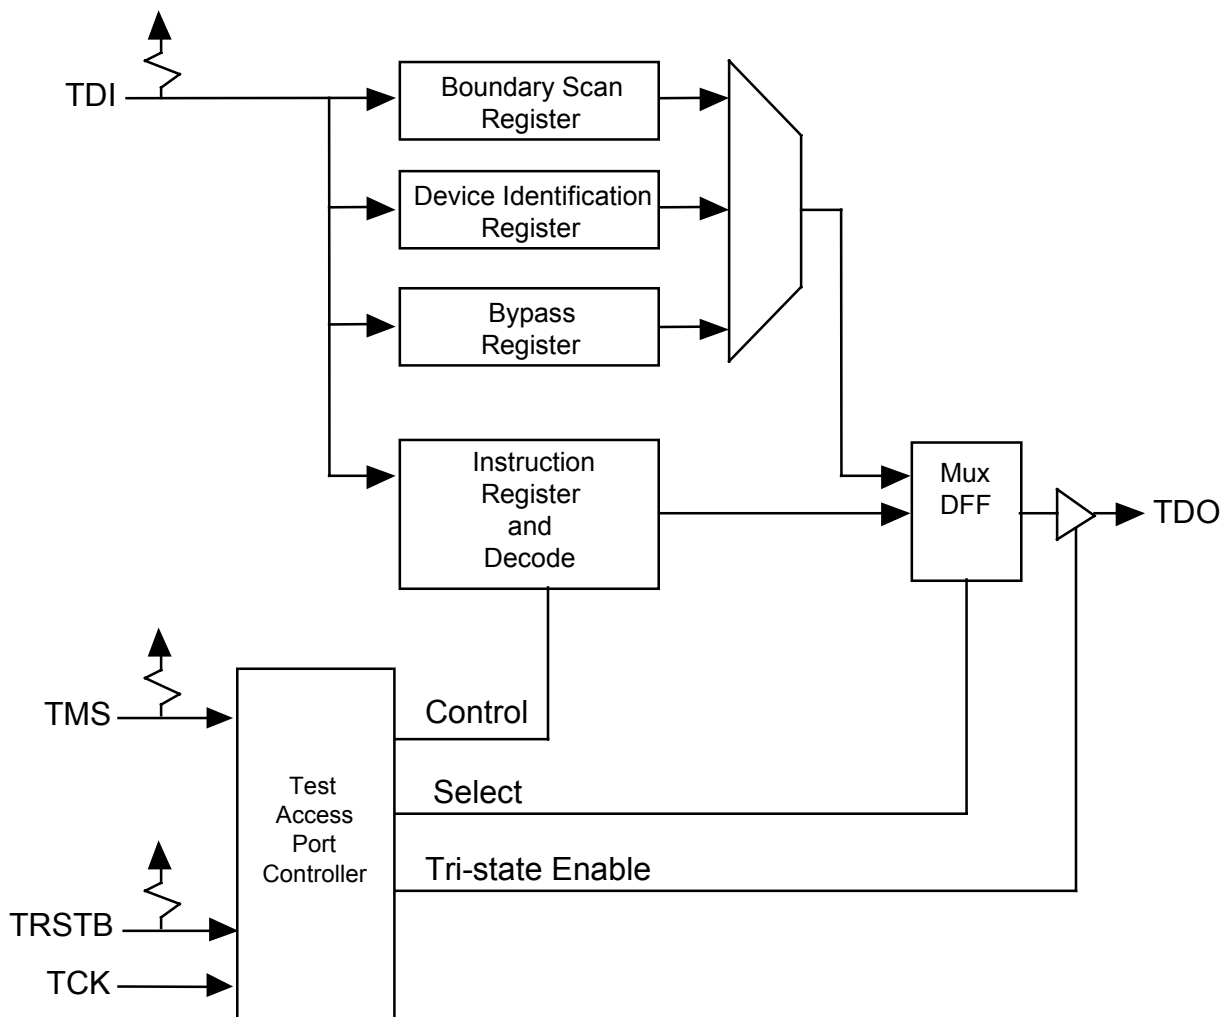 TDI
Boundary Scan
Register
Device Identification
Register
Bypass
Register
Instruction
Register
and
Decode
Mux
DFF
TDO
TMS
Control
Test
Access
Port
Controller
Select
Tri-state Enable
TRSTB
TCK